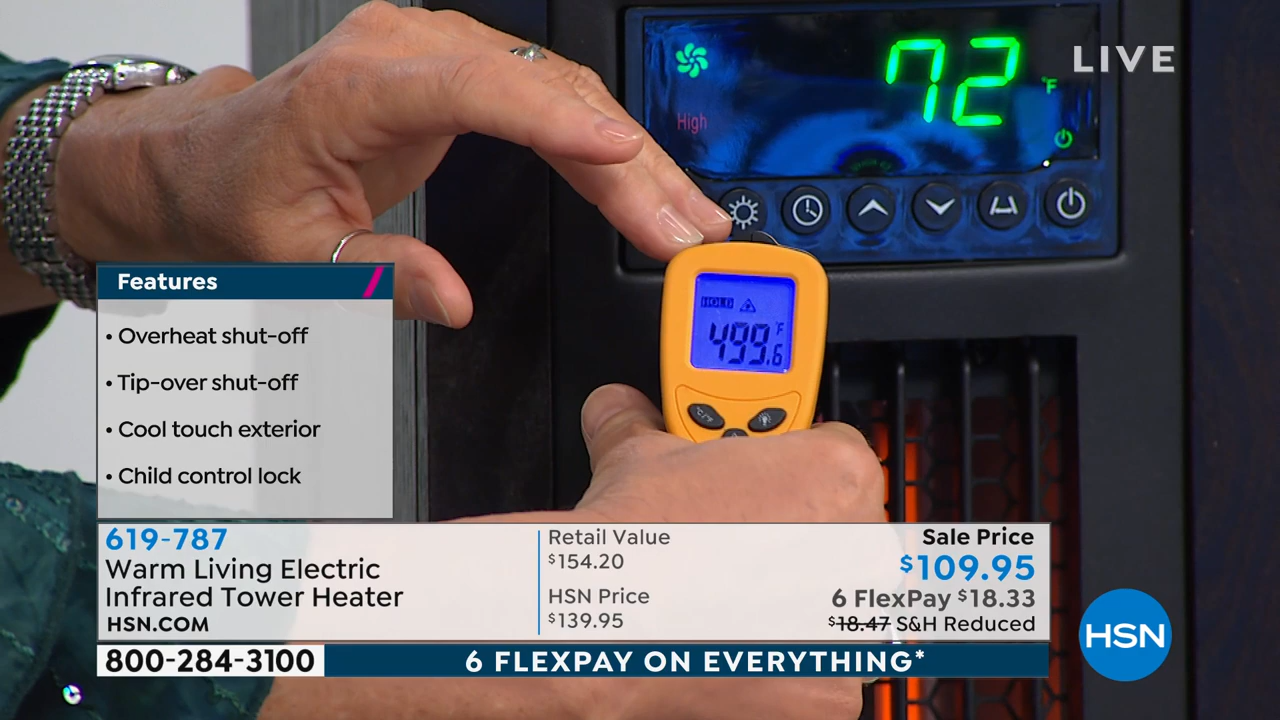 LIVE
72
°F
High
HOLD
499.6
°F
Features
• Overheat shut-off
• Tip-over shut-off
• Cool touch exterior
• Child control lock
619-787
Warm Living Electric
Infrared Tower Heater
HSN.COM
Retail Value
$154.20
HSN Price
$139.95
Sale Price
$109.95
6 FlexPay $18.33
$18.47 S&H Reduced
HSN
800-284-3100
6 FLEXPAY ON EVERYTHING*